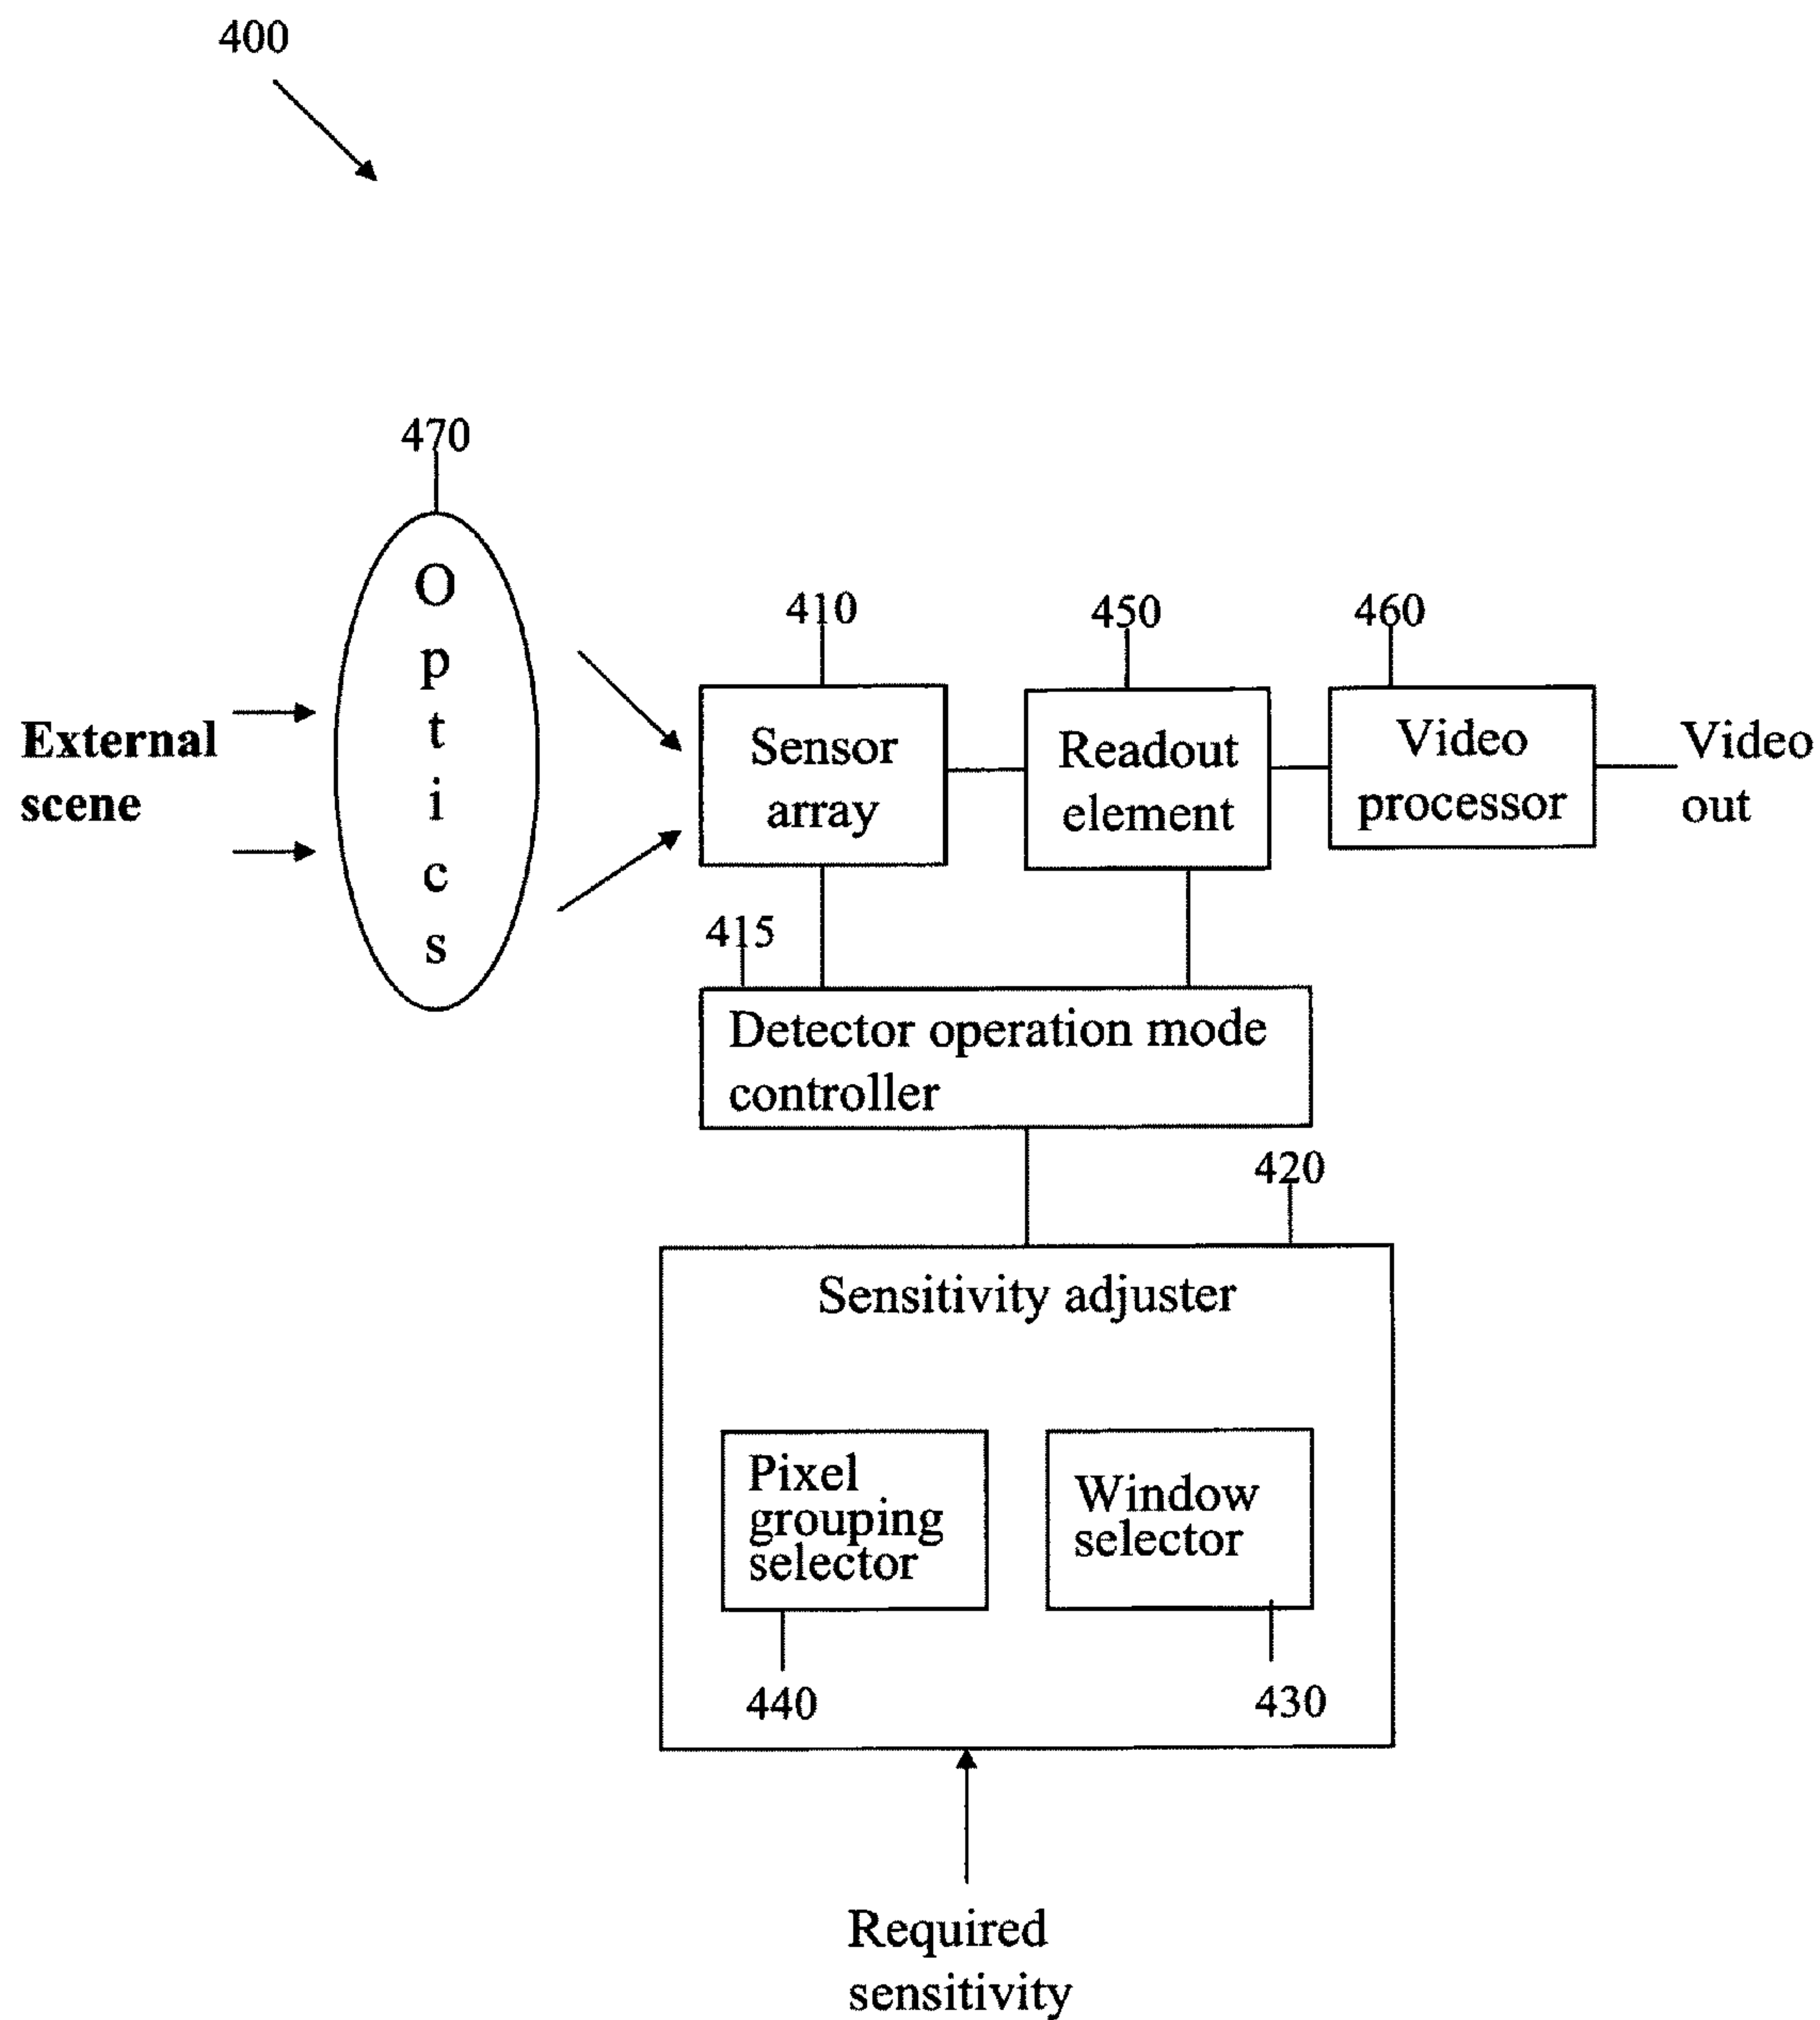 400
470
Optics
External
scene
410
Sensor
array
450
Readout
element
460
Video
processor
Video
out
415
Detector operation mode
controller
420
Sensitivity adjuster
Pixel
grouping
selector
Window
selector
440
430
Required
sensitivity